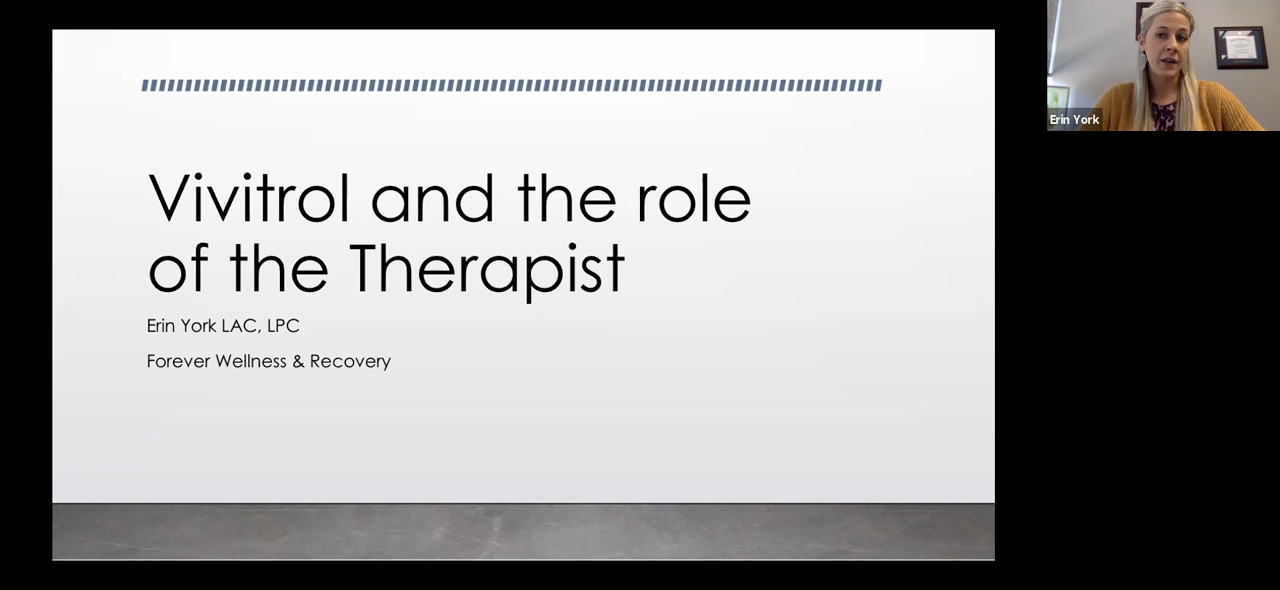 Vivitrol and the role
of the Therapist
Erin York LAC, LPC
Forever Wellness & Recovery
Erin York